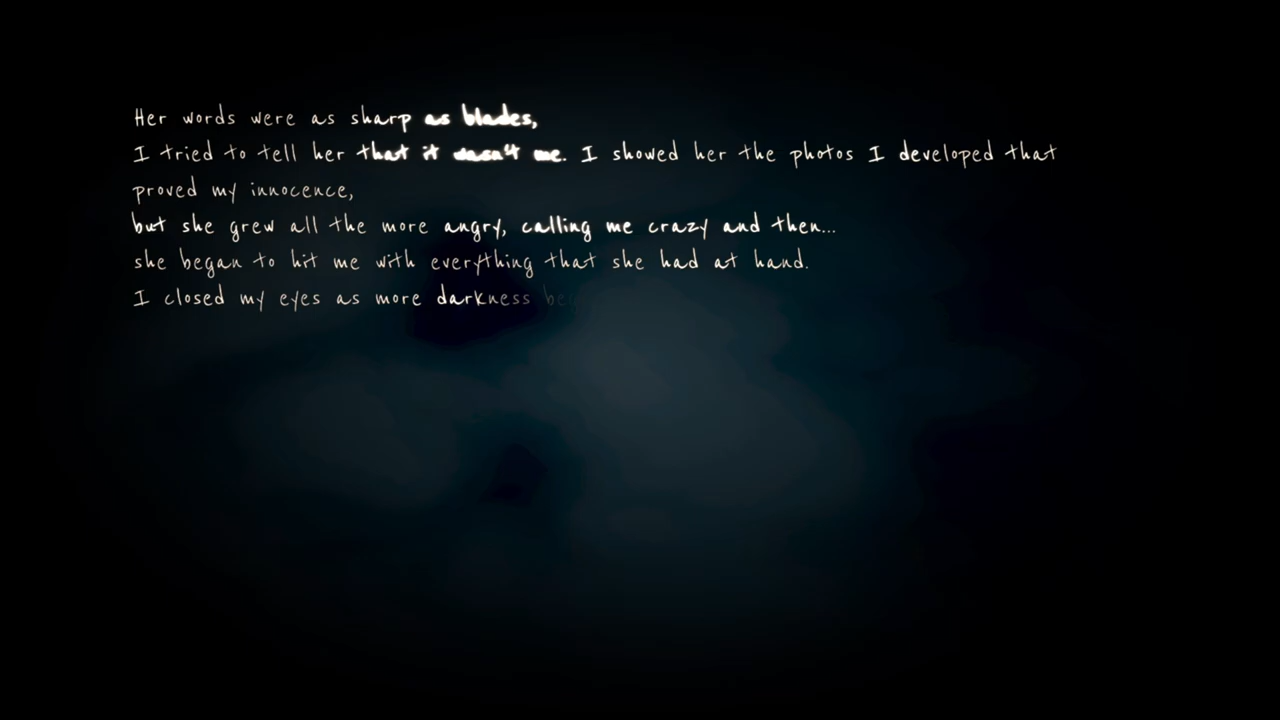 Her words were as sharp as blades,
I tried to tell her that it wasn't me. I showed her the photos I developed that
proved my innocence,
but she grew all the more angry, calling me crazy and then...
she began to hit me with everything that she had at hand.
I closed my eyes as more darkness